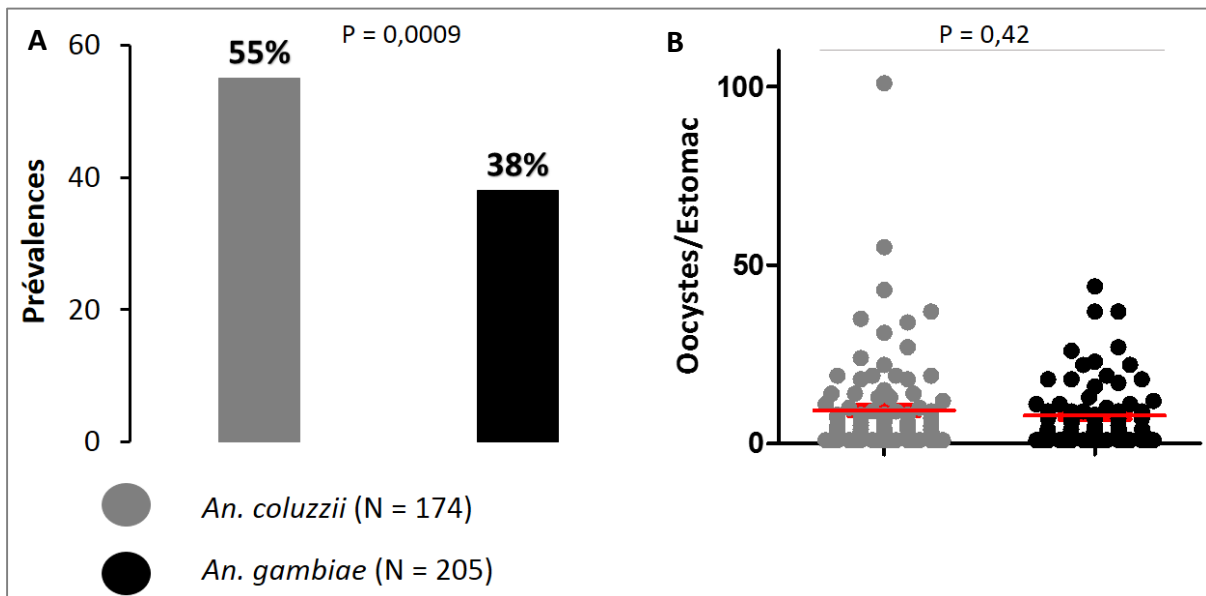 A
P = 0,0009
Prévalences
60
40
20
0
55%
38%
B
P = 0,42
Oocystes/Estomac
100
50
0
An. coluzzii (N = 174)
An. gambiae (N = 205)